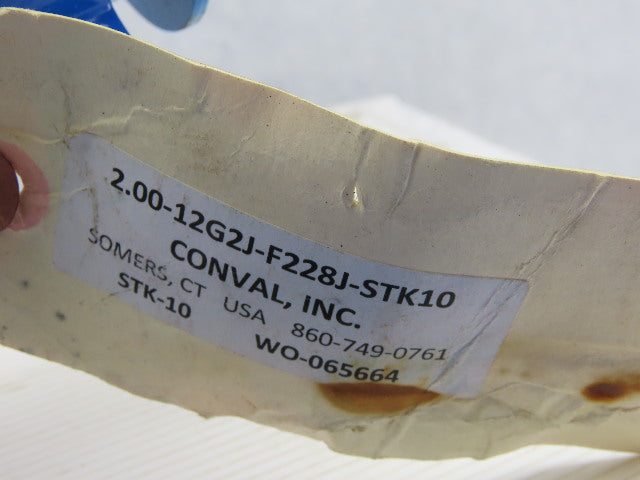 2.00-12G2J-F228J-STK10
CONVAL, INC.
SOMERS, CT USA 860-749-0761
STK-10 WO-065664